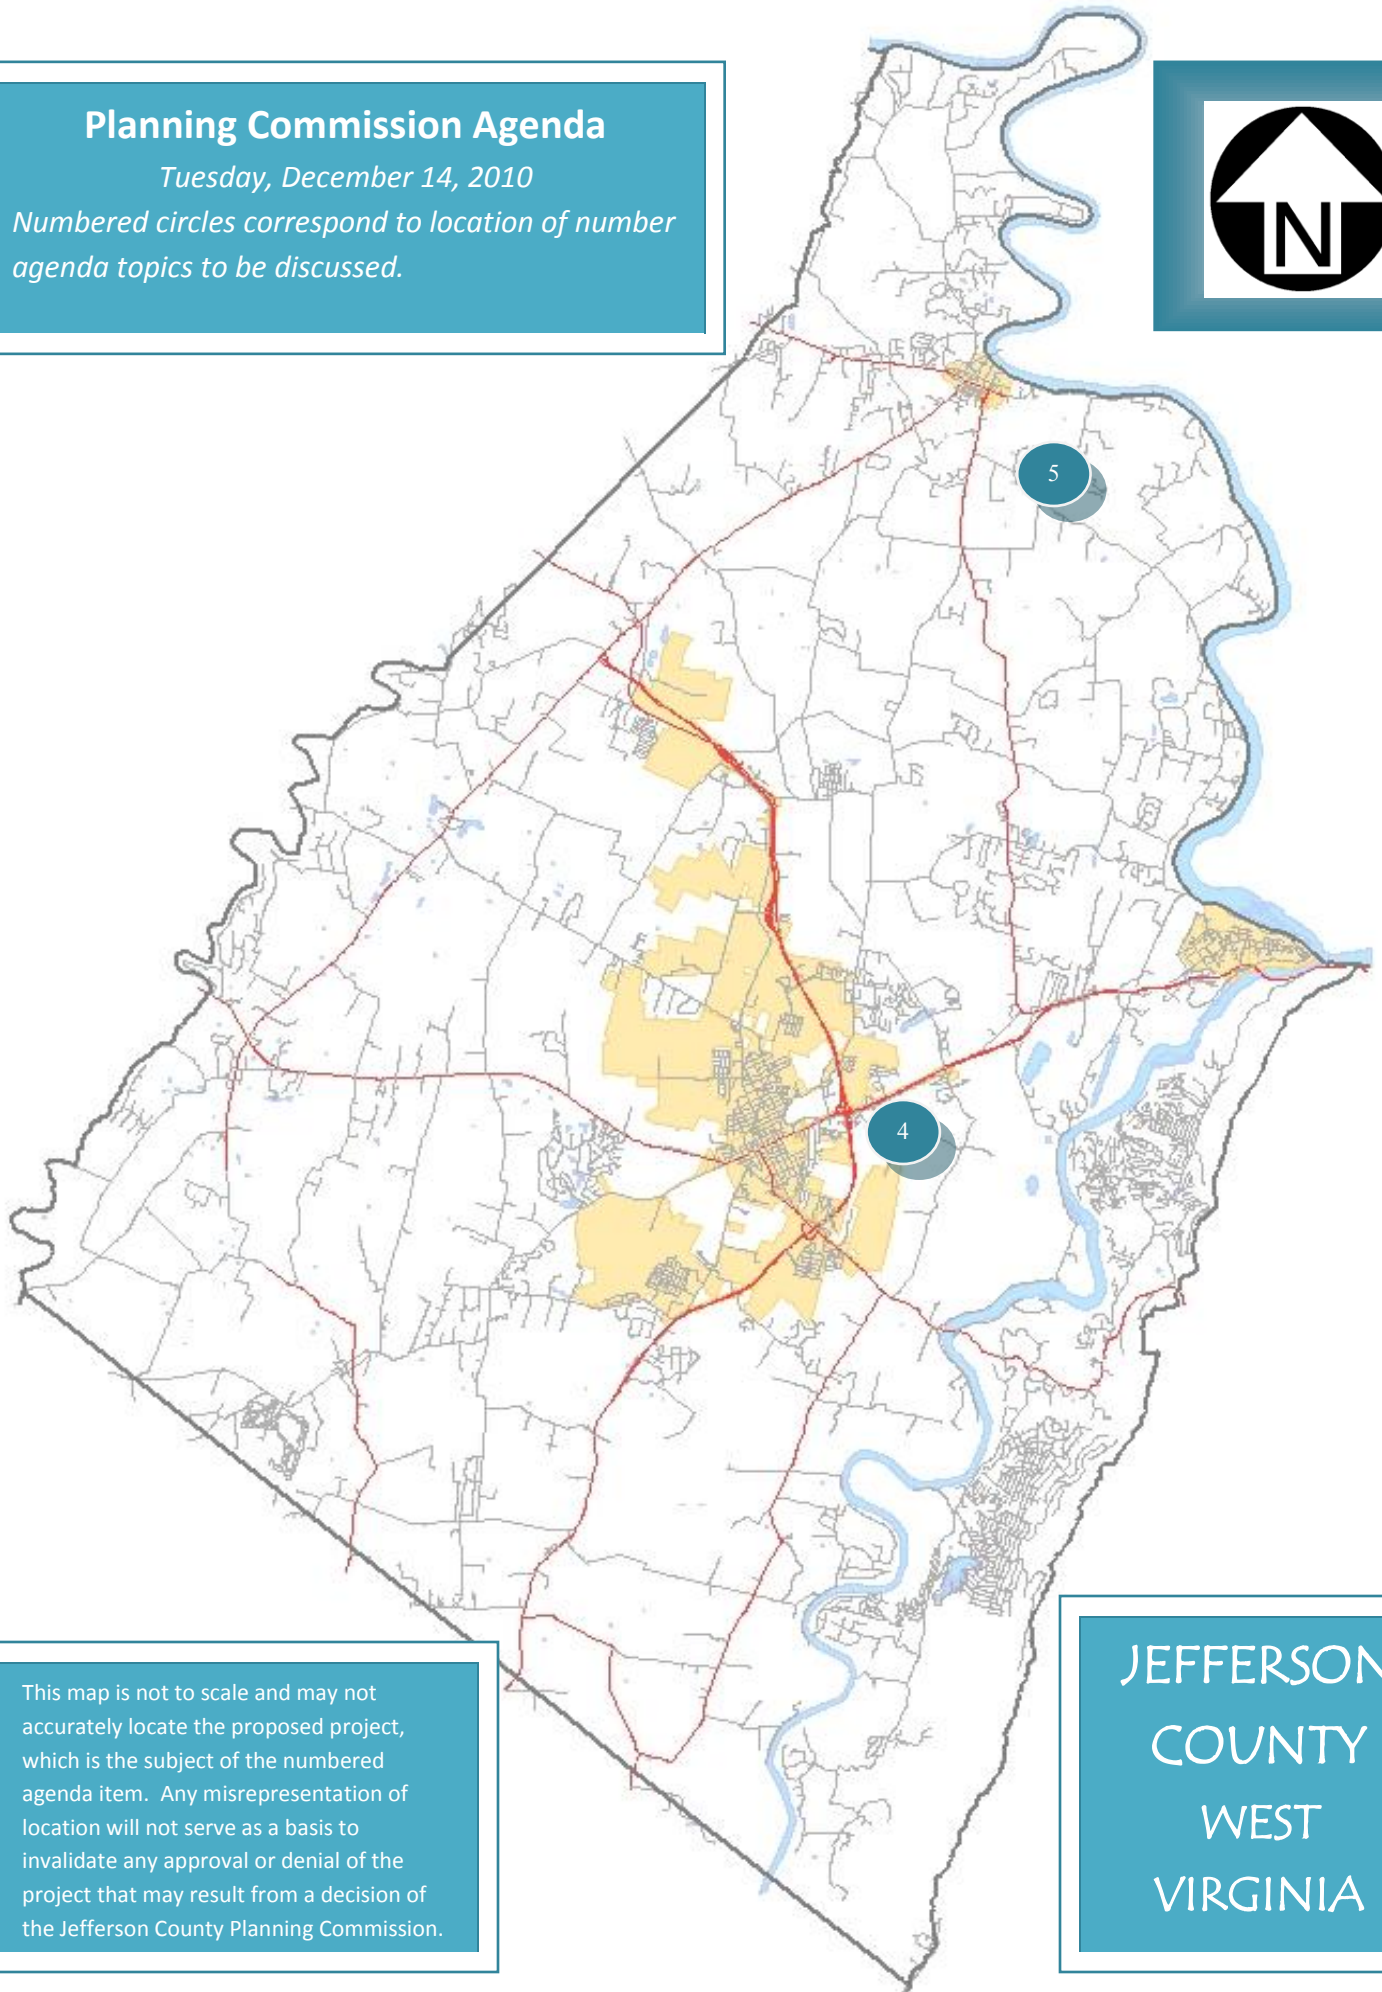 Planning Commission Agenda
Tuesday, December 14, 2010
Numbered circles correspond to location of number
agenda topics to be discussed.
N
5
4
This map is not to scale and may not
accurately locate the proposed project,
which is the subject of the numbered
agenda item.  Any misrepresentation of
location will not serve as a basis to
invalidate any approval or denial of the
project that may result from a decision of
the Jefferson County Planning Commission.
JEFFERSON
COUNTY
WEST
VIRGINIA